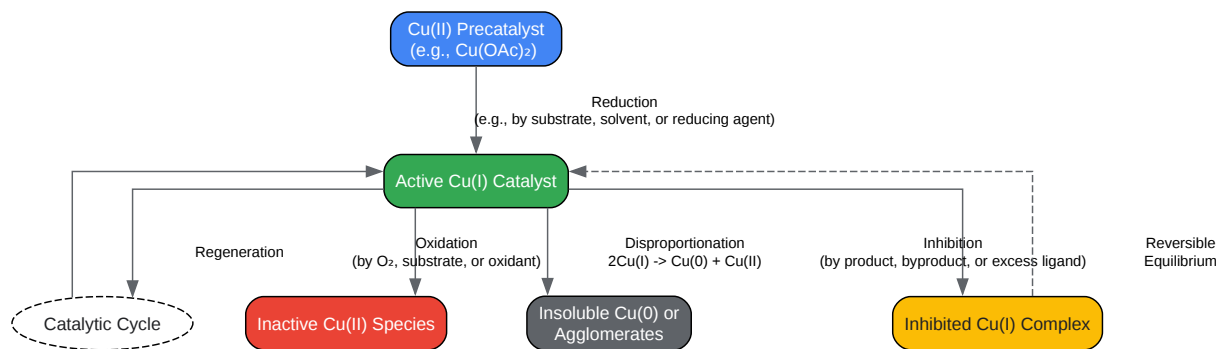 Cu(II) Precatalyst
(e.g., Cu(OAc)₂)
Reduction
(e.g., by substrate, solvent, or reducing agent)
Active Cu(I) Catalyst
Regeneration
Oxidation
(by O₂, substrate, or oxidant)
Disproportionation
2Cu(I) -> Cu(0) + Cu(II)
Inhibition
(by product, byproduct, or excess ligand)
Reversible
Equilibrium
Catalytic Cycle
Inactive Cu(II) Species
Insoluble Cu(0) or
Agglomerates
Inhibited Cu(I) Complex